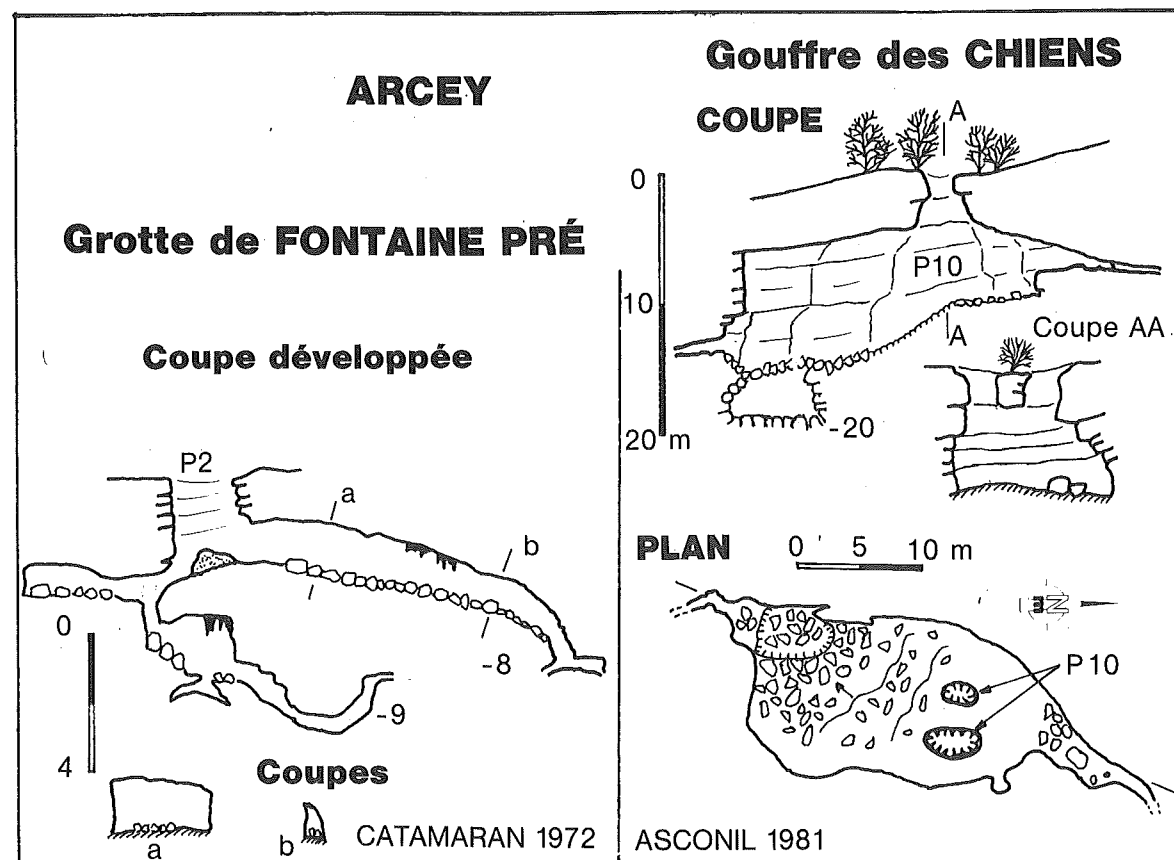 ARCEY
Grotte de FONTAINE PRÉ
Coupe développée
P2
a
b
-8
-9
0
4
Coupes
a
b
CATAMARAN 1972
Gouffre des CHIENS
COUPE
A
0
10
20 m
P10
A
Coupe AA
-20
PLAN
0 5 10 m
N
P10
ASCONIL 1981